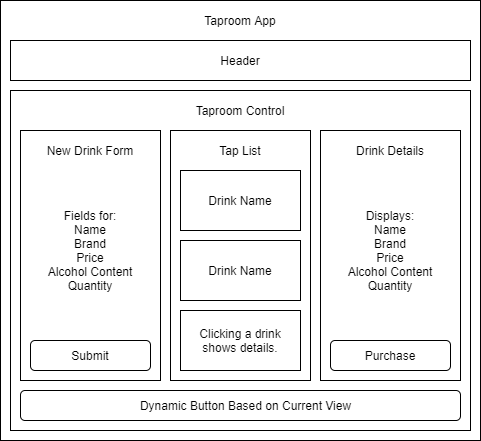 Taproom App
Header
Taproom Control
New Drink Form
Fields for:
Name
Brand
Price
Alcohol Content
Quantity
Submit
Tap List
Drink Name
Drink Name
Clicking a drink
shows details.
Drink Details
Displays:
Name
Brand
Price
Alcohol Content
Quantity
Purchase
Dynamic Button Based on Current View